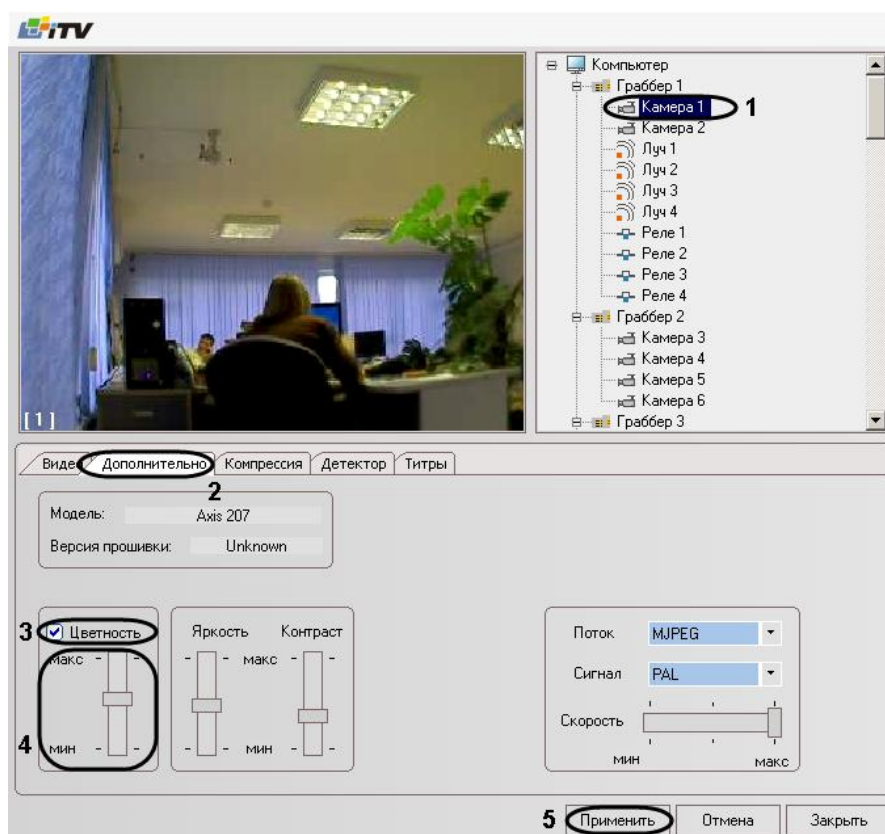 iTV
[1]
Компьютер
Граббер 1
Камера 1
1
Камера 2
Луч 1
Луч 2
Луч 3
Луч 4
Реле 1
Реле 2
Реле 3
Реле 4
Граббер 2
Камера 3
Камера 4
Камера 5
Камера 6
Граббер 3
Видео Дополнительно Компрессия Детектор Титры
2
Модель: Axis 207
Версия прошивки: Unknown
3 Цветность
макс
4 мин
Яркость Контраст
макс
мин
Поток MJPEG
Сигнал PAL
Скорость
мин макс
5 Применить Отмена Закрыть